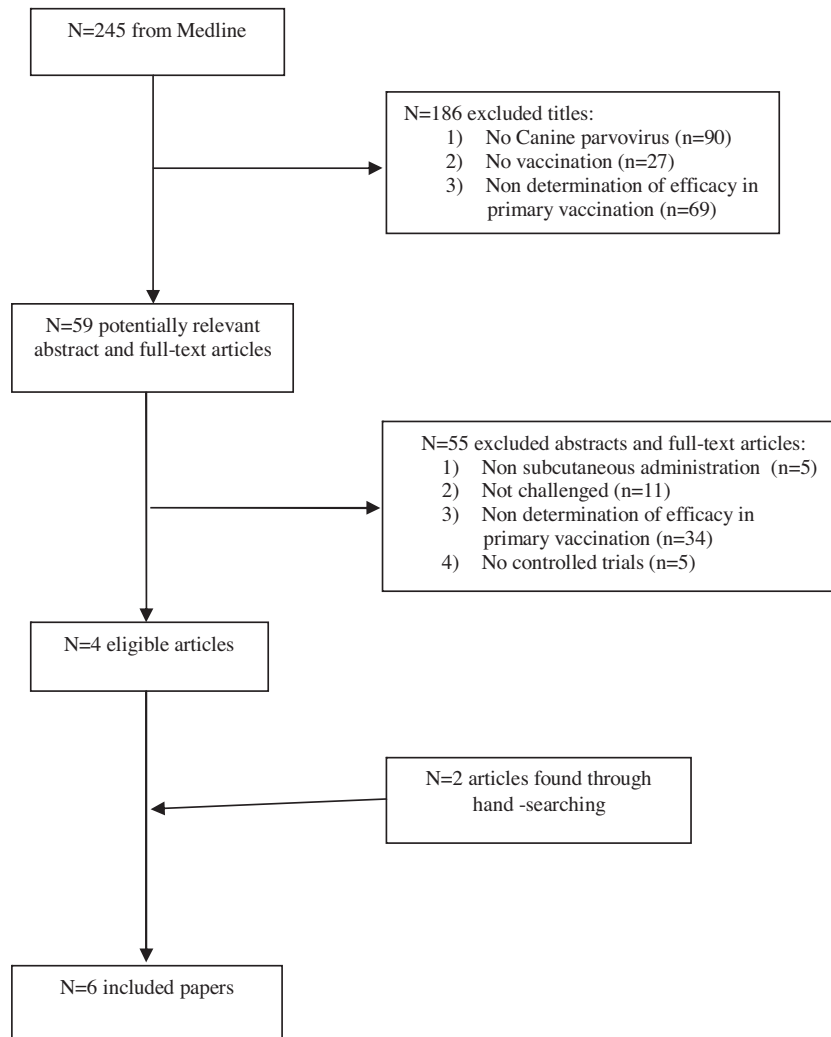 N=245 from Medline
N=186 excluded titles:
1) No Canine parvovirus (n=90)
2) No vaccination (n=27)
3) Non determination of efficacy in
primary vaccination (n=69)
N=59 potentially relevant
abstract and full-text articles
N=55 excluded abstracts and full-text articles:
1) Non subcutaneous administration (n=5)
2) Not challenged (n=11)
3) Non determination of efficacy in
primary vaccination (n=34)
4) No controlled trials (n=5)
N=4 eligible articles
N=2 articles found through
hand -searching
N=6 included papers